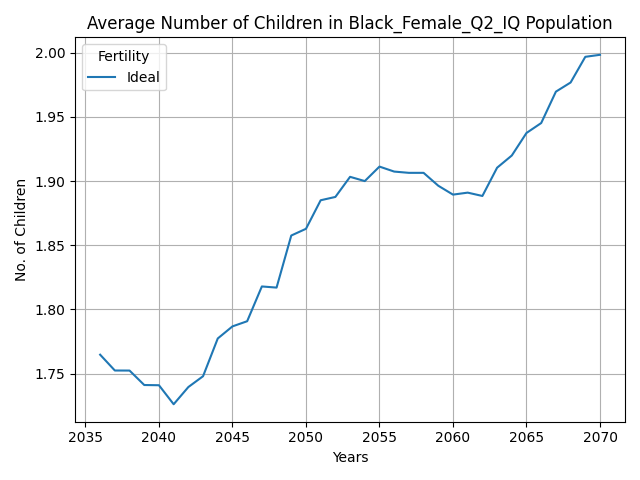 Average Number of Children in Black_Female_Q2_IQ Population
Fertility
Ideal
No. of Children
2.00
1.95
1.90
1.85
1.80
1.75
2035 2040 2045 2050 2055 2060 2065 2070
Years